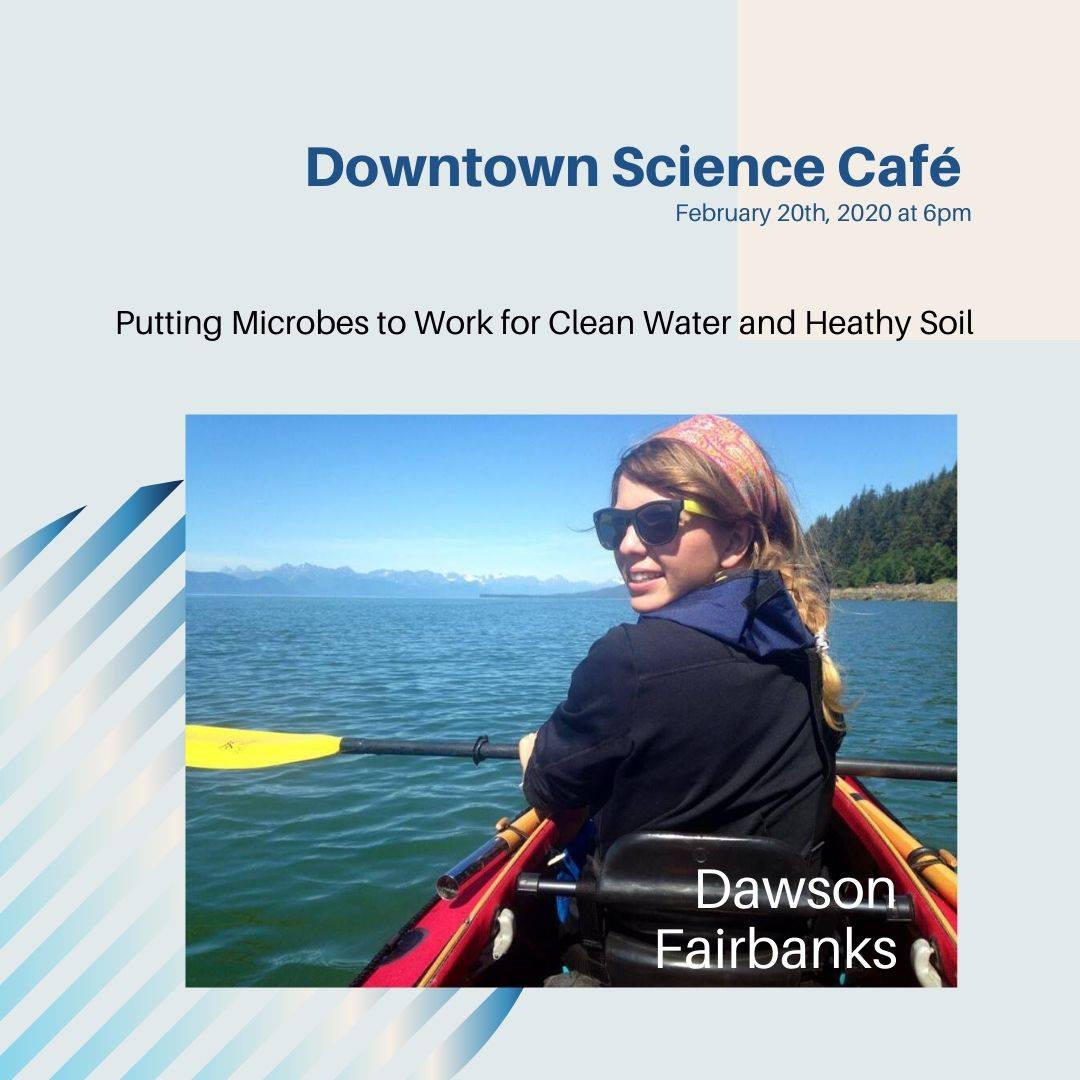 Downtown Science Café
February 20th, 2020 at 6pm
Putting Microbes to Work for Clean Water and Heathy Soil
Dawson
Fairbanks